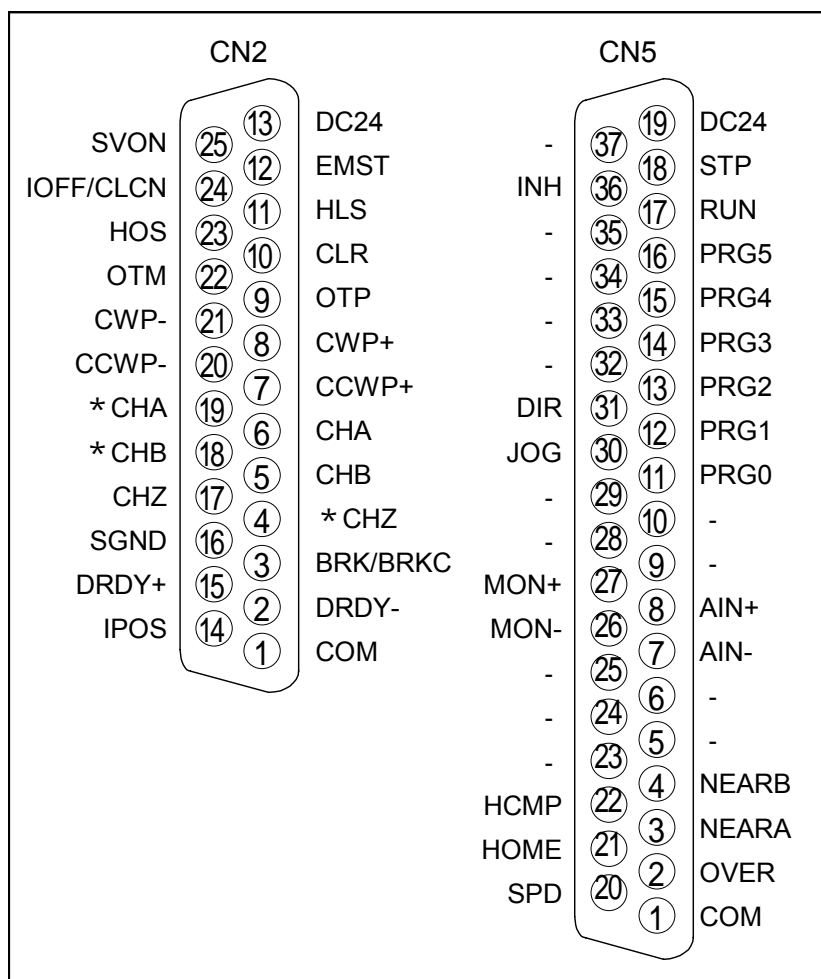 CN2
13 DC24
SVON 25
12 EMST
IOFF/CLCN 24
11 HLS
HOS 23
10 CLR
OTM 22
9 OTP
CWP- 21
8 CWP+
CCWP- 20
7 CCWP+
*CHA 19
6 CHA
*CHB 18
5 CHB
CHZ 17
4 *CHZ
SGND 16
3 BRK/BRKC
DRDY+ 15
2 DRDY-
IPOS 14
1 COM
CN5
19 DC24
- 37
18 STP
INH 36
17 RUN
- 35
16 PRG5
- 34
15 PRG4
- 33
14 PRG3
- 32
13 PRG2
DIR 31
12 PRG1
JOG 30
11 PRG0
- 29
10 -
- 28
9 -
MON+ 27
8 AIN+
MON- 26
7 AIN-
- 25
6 -
- 24
5 -
- 23
4 NEARB
HCMP 22
3 NEARA
HOME 21
2 OVER
SPD 20
1 COM